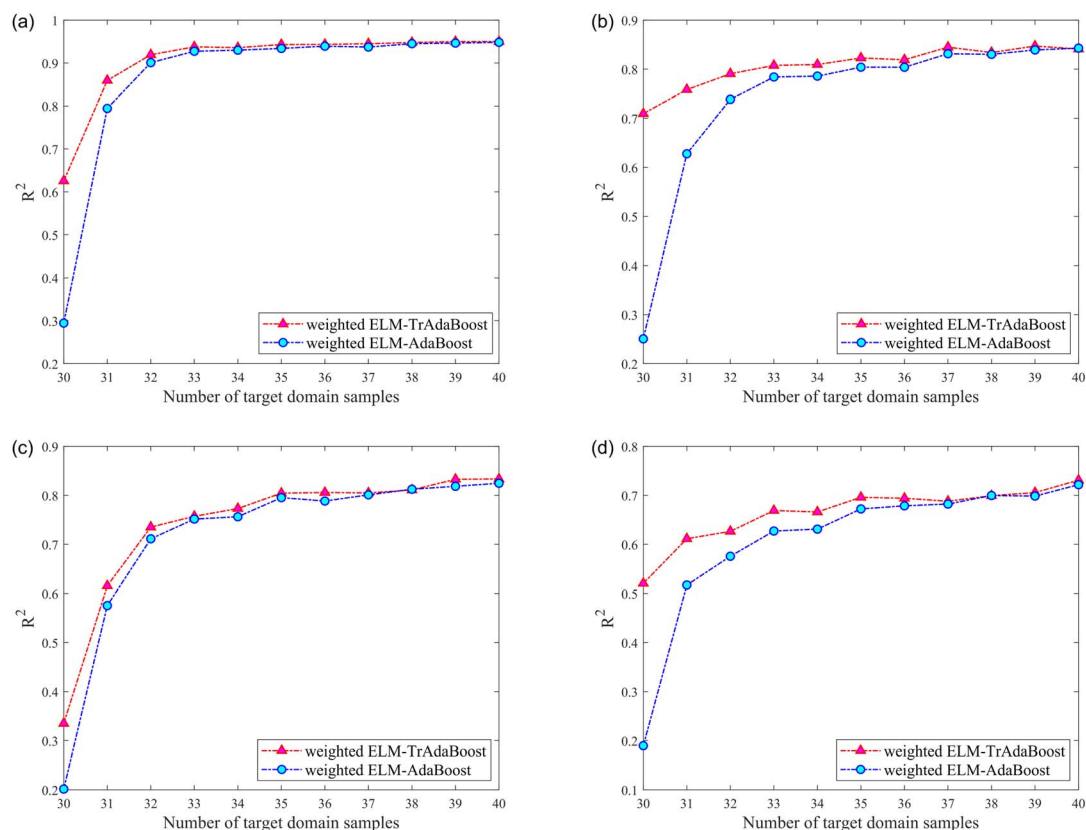 (a)
1
0.9
0.8
0.7
0.6
0.5
0.4
0.3
0.2
R²
weighted ELM-TrAdaBoost
weighted ELM-AdaBoost
30 31 32 33 34 35 36 37 38 39 40
Number of target domain samples
(b)
0.9
0.8
0.7
0.6
0.5
0.4
0.3
0.2
R²
weighted ELM-TrAdaBoost
weighted ELM-AdaBoost
30 31 32 33 34 35 36 37 38 39 40
Number of target domain samples
(c)
0.9
0.8
0.7
0.6
0.5
0.4
0.3
0.2
R²
weighted ELM-TrAdaBoost
weighted ELM-AdaBoost
30 31 32 33 34 35 36 37 38 39 40
Number of target domain samples
(d)
0.8
0.7
0.6
0.5
0.4
0.3
0.2
0.1
R²
weighted ELM-TrAdaBoost
weighted ELM-AdaBoost
30 31 32 33 34 35 36 37 38 39 40
Number of target domain samples